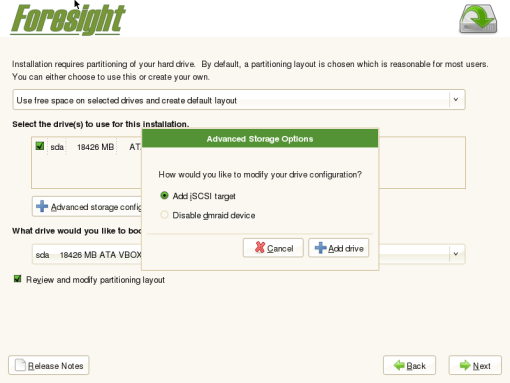 Foresight
Installation requires partitioning of your hard drive. By default, a partitioning layout is chosen which is reasonable for most users.
You can either choose to use this or create your own.
Use free space on selected drives and create default layout
Select the drive(s) to use for this installation.
sda 18426 MB AT
Advanced Storage Options
How would you like to modify your drive configuration?
Add iSCSI target
Disable dmraid device
Cancel
Add drive
Advanced storage config
What drive would you like to boo
sda 18426 MB ATA VBOX
Review and modify partitioning layout
Release Notes
Back
Next